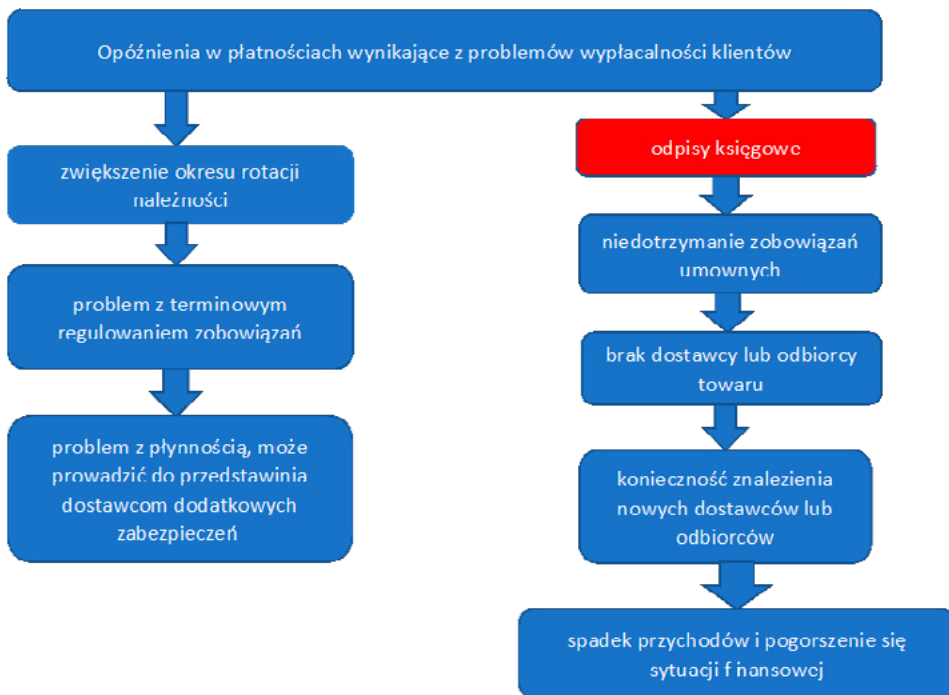 Opóźnienia w płatnościach wynikające z problemów wypłacalności klientów
zwiększenie okresu rotacji
należności
problem z terminowym
regulowaniem zobowiązań
problem z płynnością, może
prowadzić do przedstawinia
dostawcom dodatkowych
zabezpieczeń
odpisy księgowe
niedotrzymanie zobowiązań
umownych
brak dostawcy lub odbiorcy
towaru
konieczność znalezienia
nowych dostawców lub
odbiorców
spadek przychodów i pogorszenie się
sytuacji f nansowej